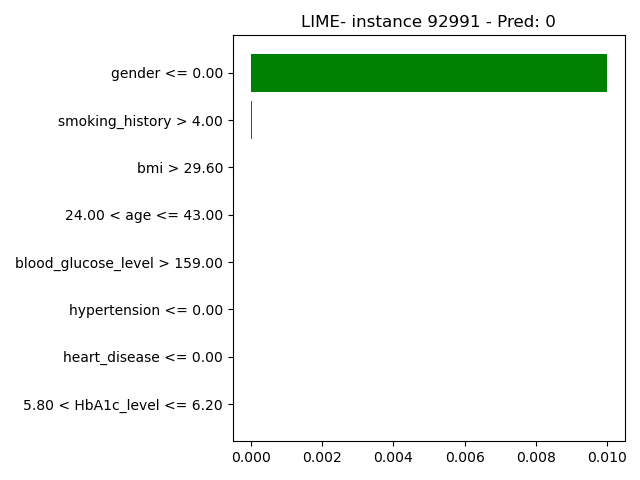 LIME- instance 92991 - Pred: 0
gender <= 0.00
smoking_history > 4.00
bmi > 29.60
24.00 < age <= 43.00
blood_glucose_level > 159.00
hypertension <= 0.00
heart_disease <= 0.00
5.80 < HbA1c_level <= 6.20
0.000 0.002 0.004 0.006 0.008 0.010